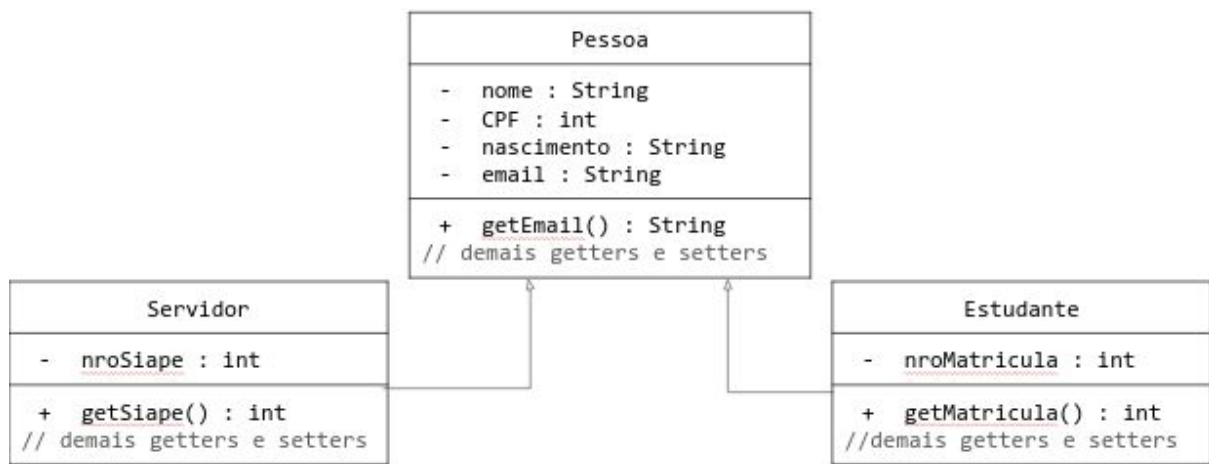 Pessoa
- nome : String
- CPF : int
- nascimento : String
- email : String
+ getEmail() : String
// demais getters e setters
Servidor
- nroSiape : int
+ getSiape() : int
// demais getters e setters
Estudante
- nroMatricula : int
+ getMatricula() : int
//demais getters e setters